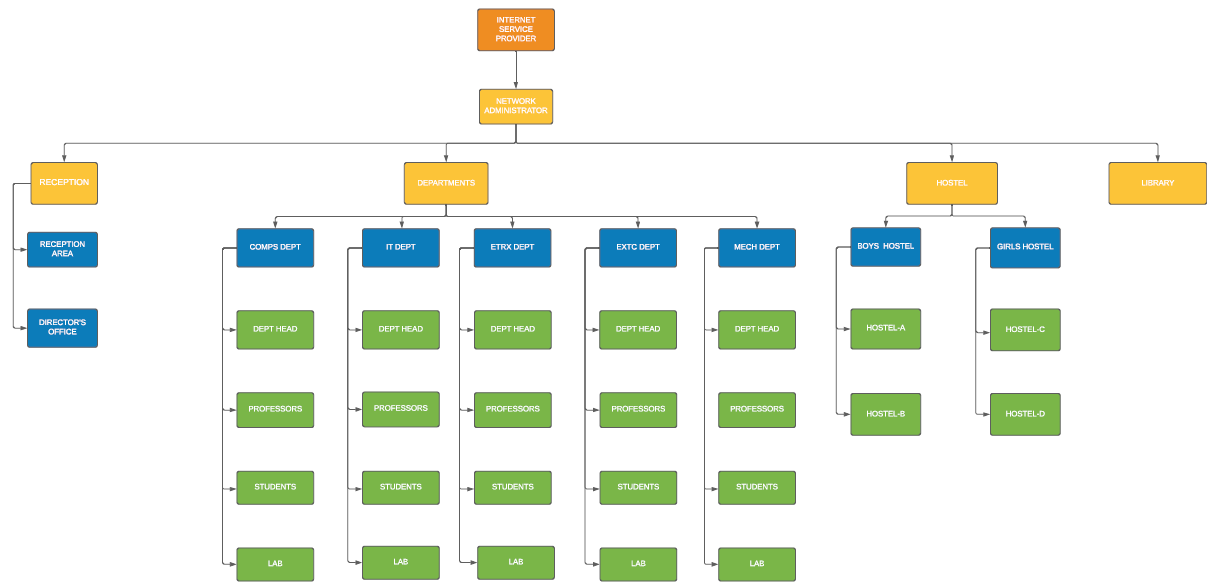 INTERNET
SERVICE
PROVIDER
NETWORK
ADMINISTRATOR
RECEPTION
DEPARTMENTS
HOSTEL
LIBRARY
RECEPTION
AREA
COMPS DEPT
IT DEPT
ETRX DEPT
EXTC DEPT
MECH DEPT
BOYS HOSTEL
GIRLS HOSTEL
DIRECTOR'S
OFFICE
DEPT HEAD
DEPT HEAD
DEPT HEAD
DEPT HEAD
DEPT HEAD
HOSTEL-A
HOSTEL-C
PROFESSORS
PROFESSORS
PROFESSORS
PROFESSORS
PROFESSORS
HOSTEL-B
HOSTEL-D
STUDENTS
STUDENTS
STUDENTS
STUDENTS
STUDENTS
LAB
LAB
LAB
LAB
LAB